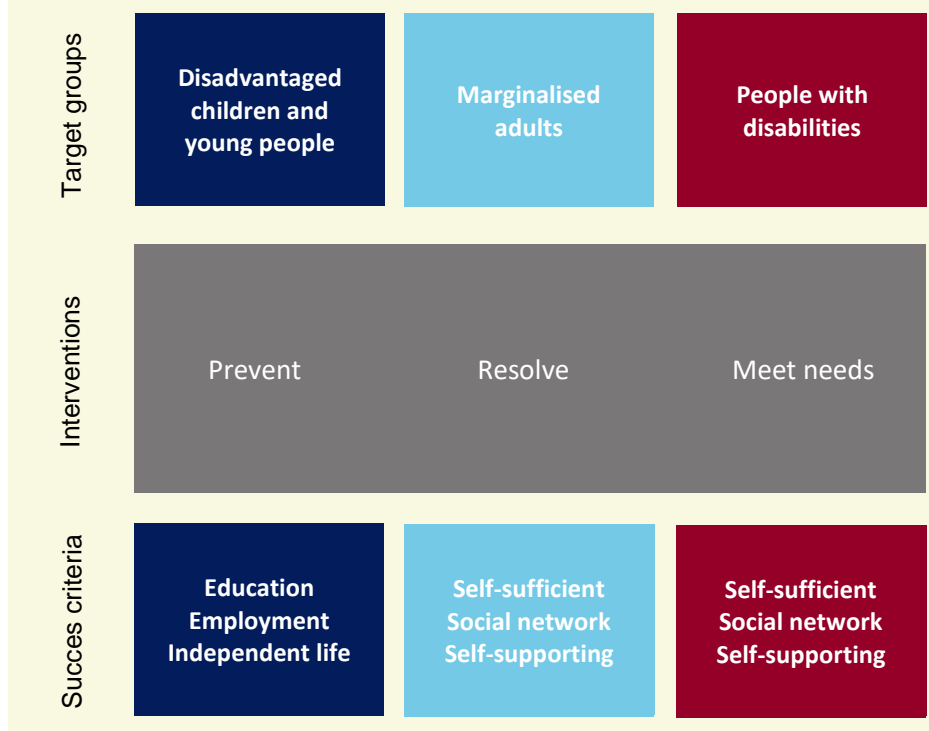 Target groups
Disadvantaged
children and
young people
Marginalised
adults
People with
disabilities
Interventions
Prevent
Resolve
Meet needs
Succes criteria
Education
Employment
Independent life
Self-sufficient
Social network
Self-supporting
Self-sufficient
Social network
Self-supporting